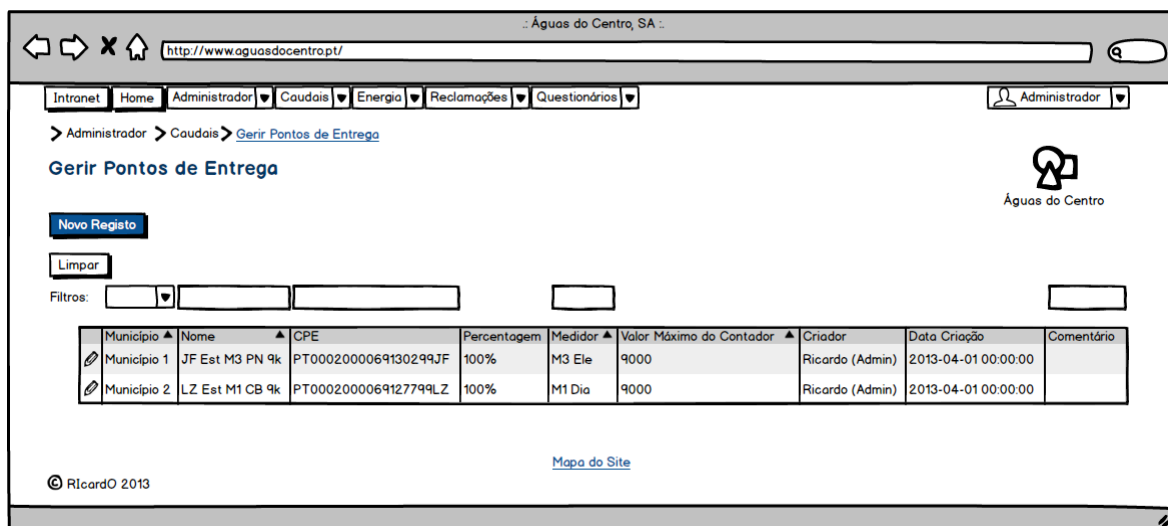 .: Águas do Centro, SA :.
http://www.aguasdocentro.pt/
Intranet Home Administrador Caudais Energia Reclamações Questionários Administrador
Administrador Caudais Gerir Pontos de Entrega
Gerir Pontos de Entrega
Águas do Centro
Novo Registo
Limpar
Filtros:
Município Nome CPE Percentagem Medidor Valor Máximo do Contador Criador Data Criação Comentário
Município 1 JF Est M3 PN 9k PT0002000069130299JF 100% M3 Ele 9000 Ricardo (Admin) 2013-04-01 00:00:00
Município 2 LZ Est M1 CB 9k PT0002000069127799LZ 100% M1 Dia 9000 Ricardo (Admin) 2013-04-01 00:00:00
Mapa do Site
© RIcardO 2013